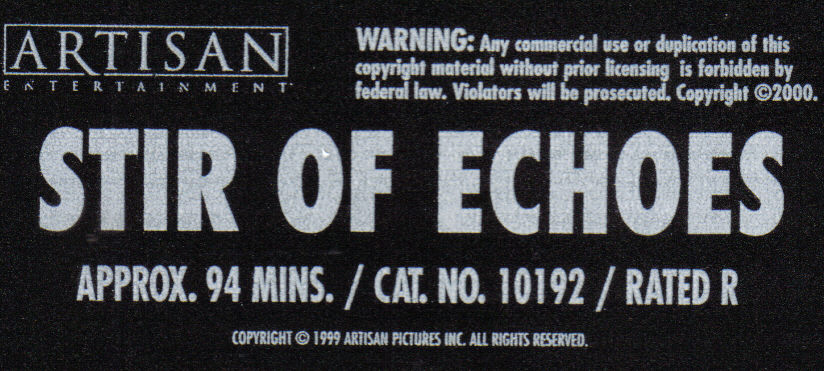 ARTISAN
ENTERTAINMENT
WARNING: Any commercial use or duplication of this
copyright material without prior licensing is forbidden by
federal law. Violators will be prosecuted. Copyright ©2000.
STIR OF ECHOES
APPROX. 94 MINS. / CAT. NO. 10192 / RATED R
COPYRIGHT © 1999 ARTISAN PICTURES INC. ALL RIGHTS RESERVED.